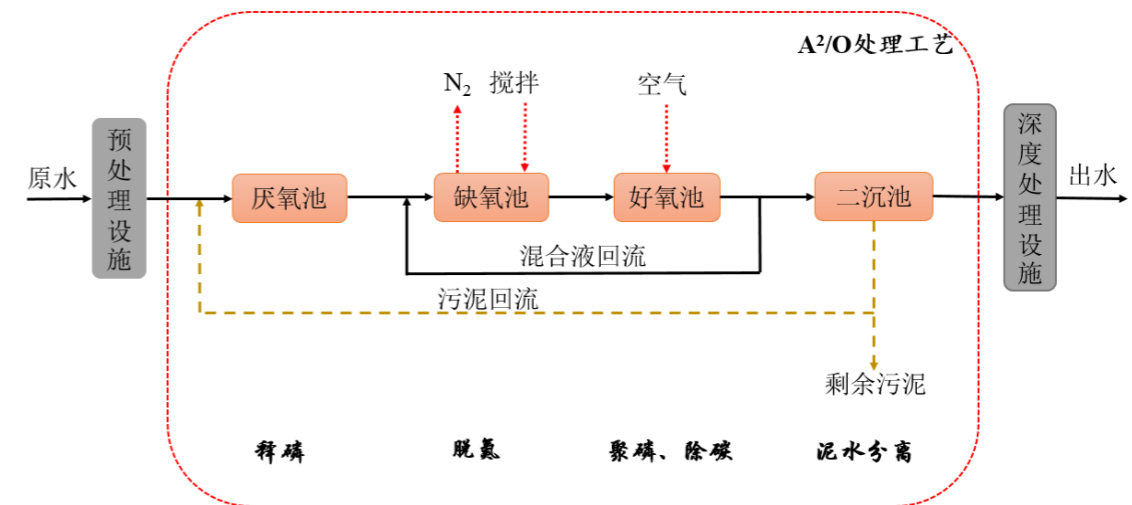 A²/O处理工艺
N₂
搅拌
空气
原水
预处理设施
厌氧池
缺氧池
好氧池
二沉池
深度处理设施
出水
混合液回流
污泥回流
剩余污泥
释磷
脱氮
聚磷、除碳
泥水分离